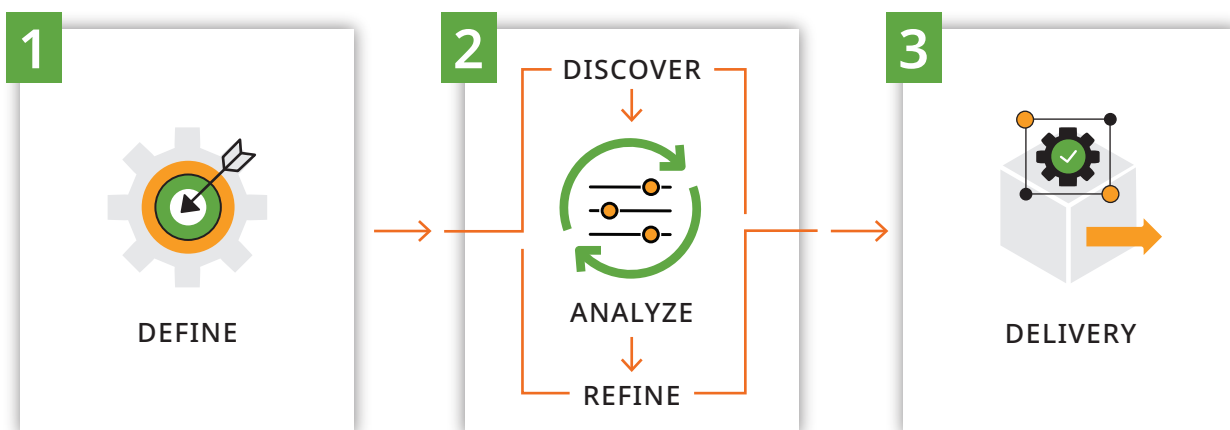 1
DEFINE
2
DISCOVER
ANALYZE
REFINE
3
DELIVERY